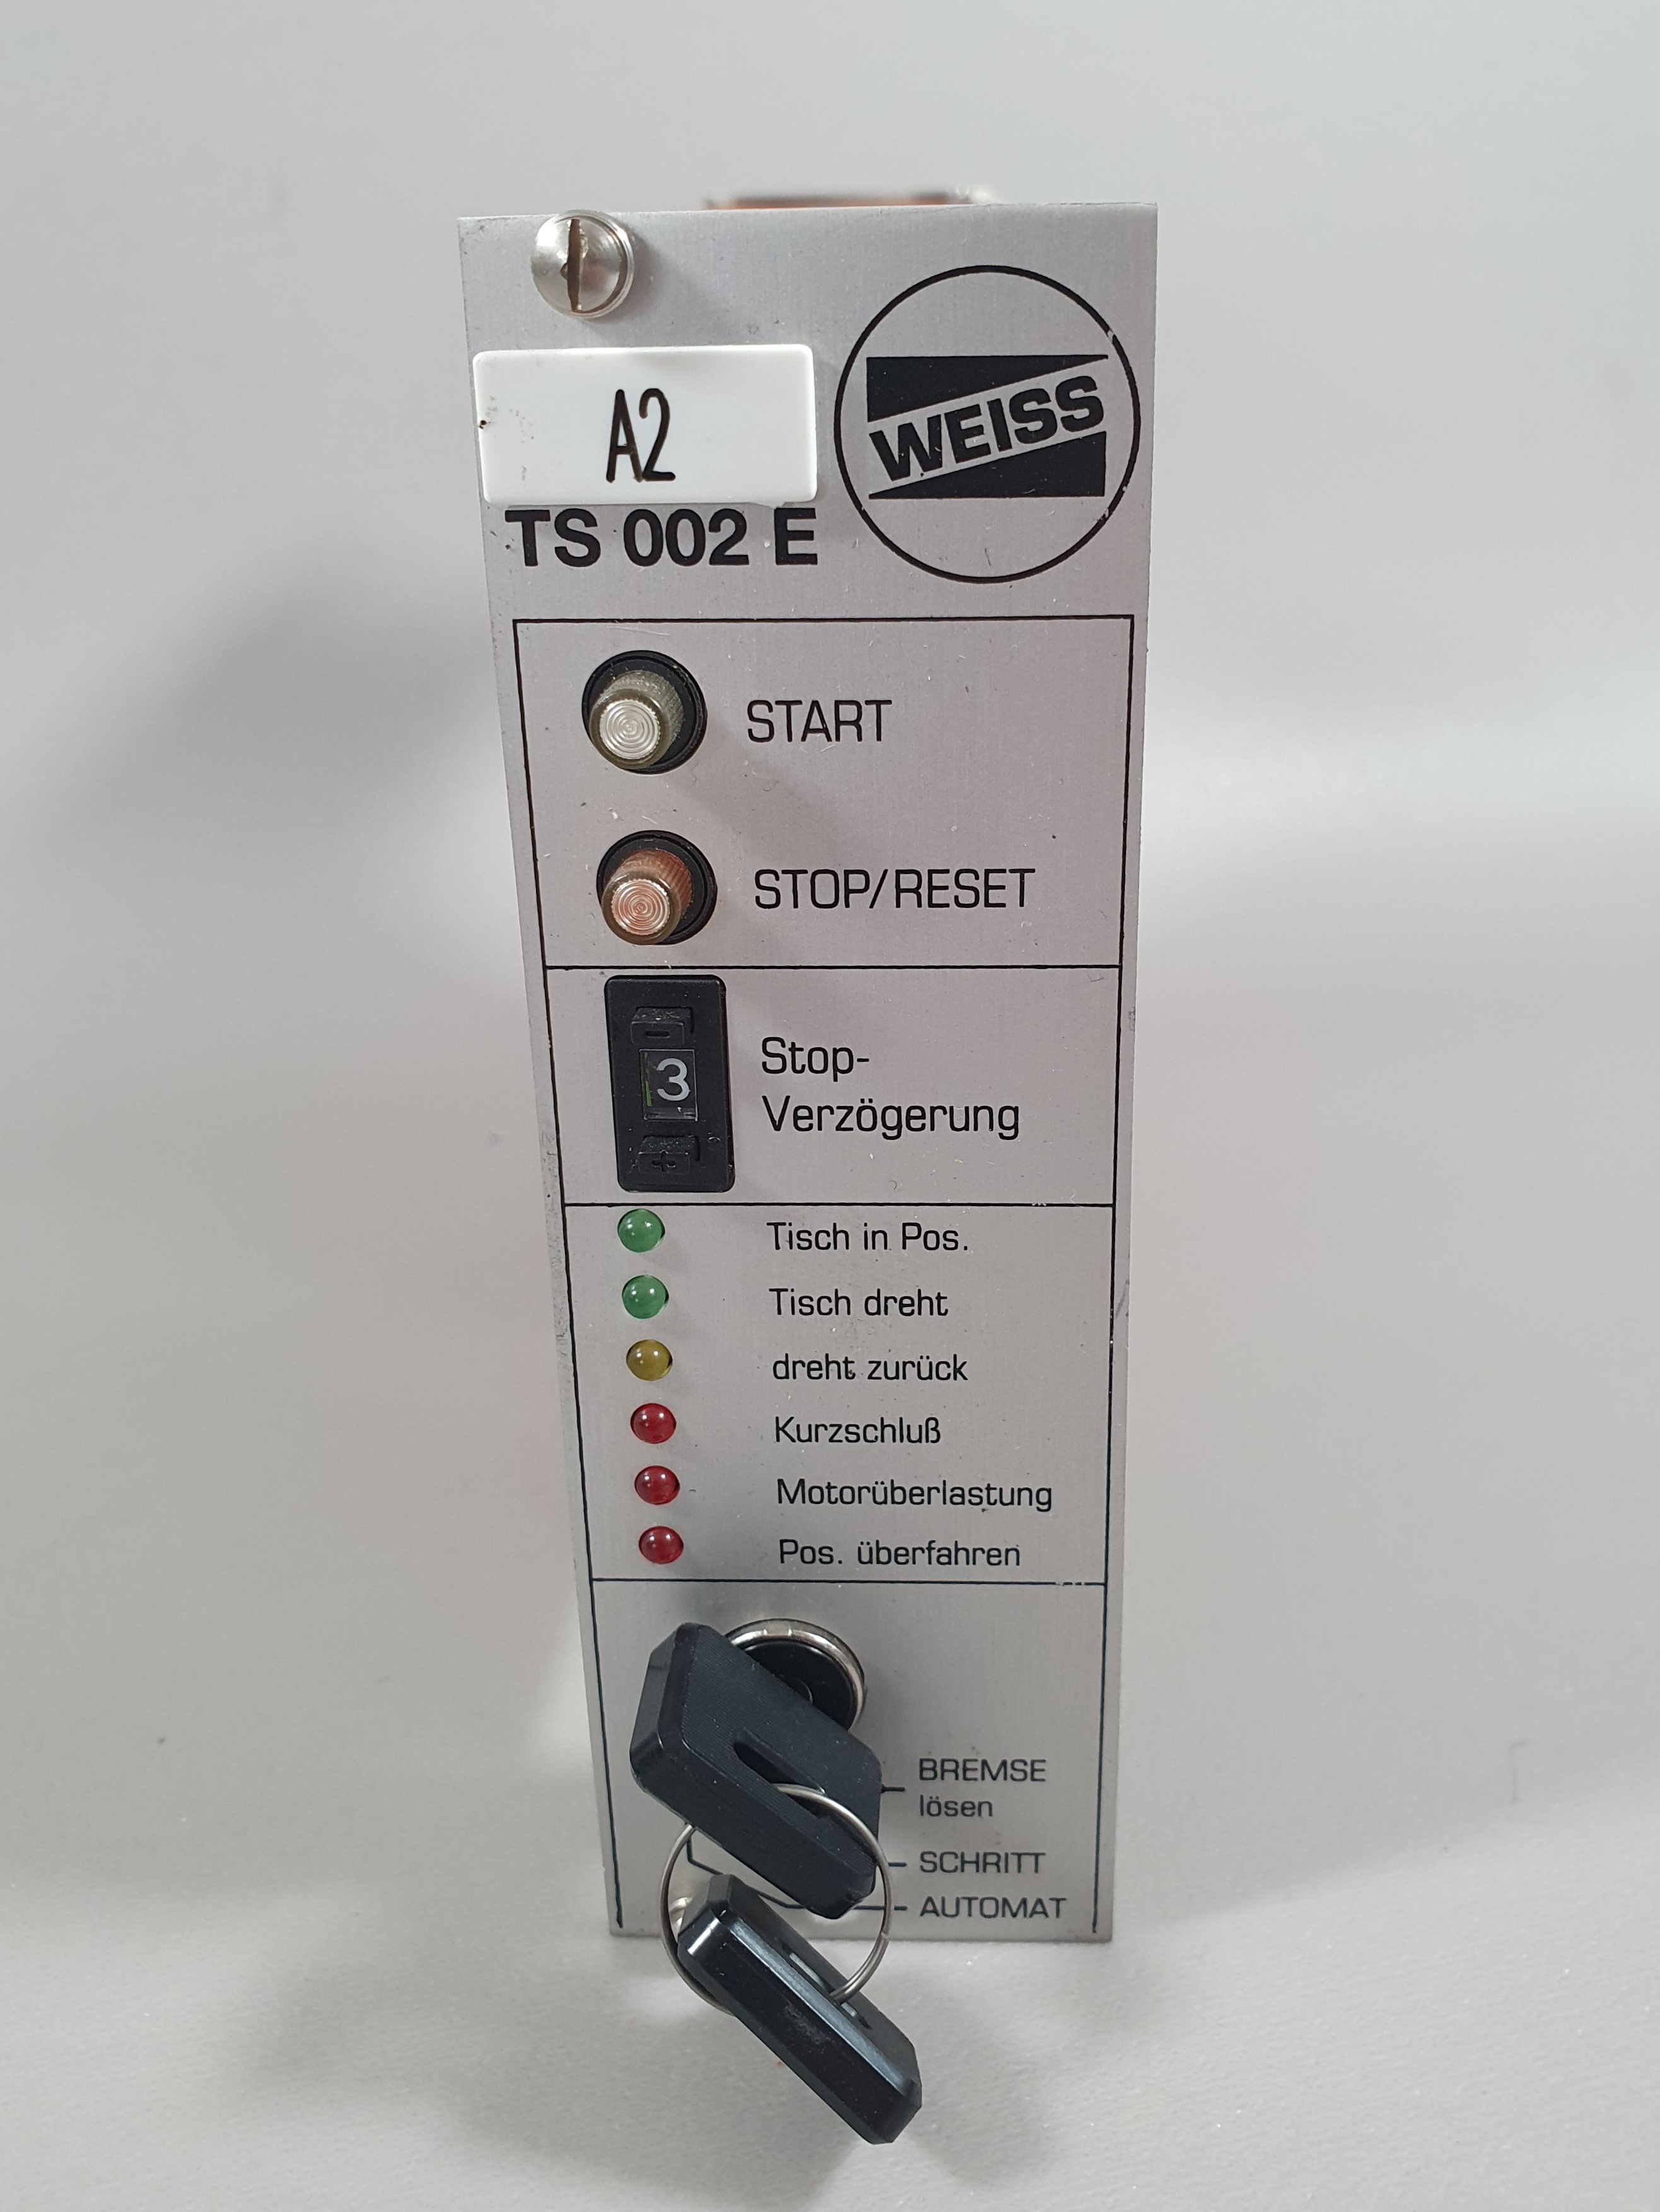 A2
WEISS
TS 002 E
START
STOP/RESET
-
3
+
Stop-
Verzögerung
Tisch in Pos.
Tisch dreht
dreht zurück
Kurzschluß
Motorüberlastung
Pos. überfahren
BREMSE
lösen
SCHRITT
AUTOMAT